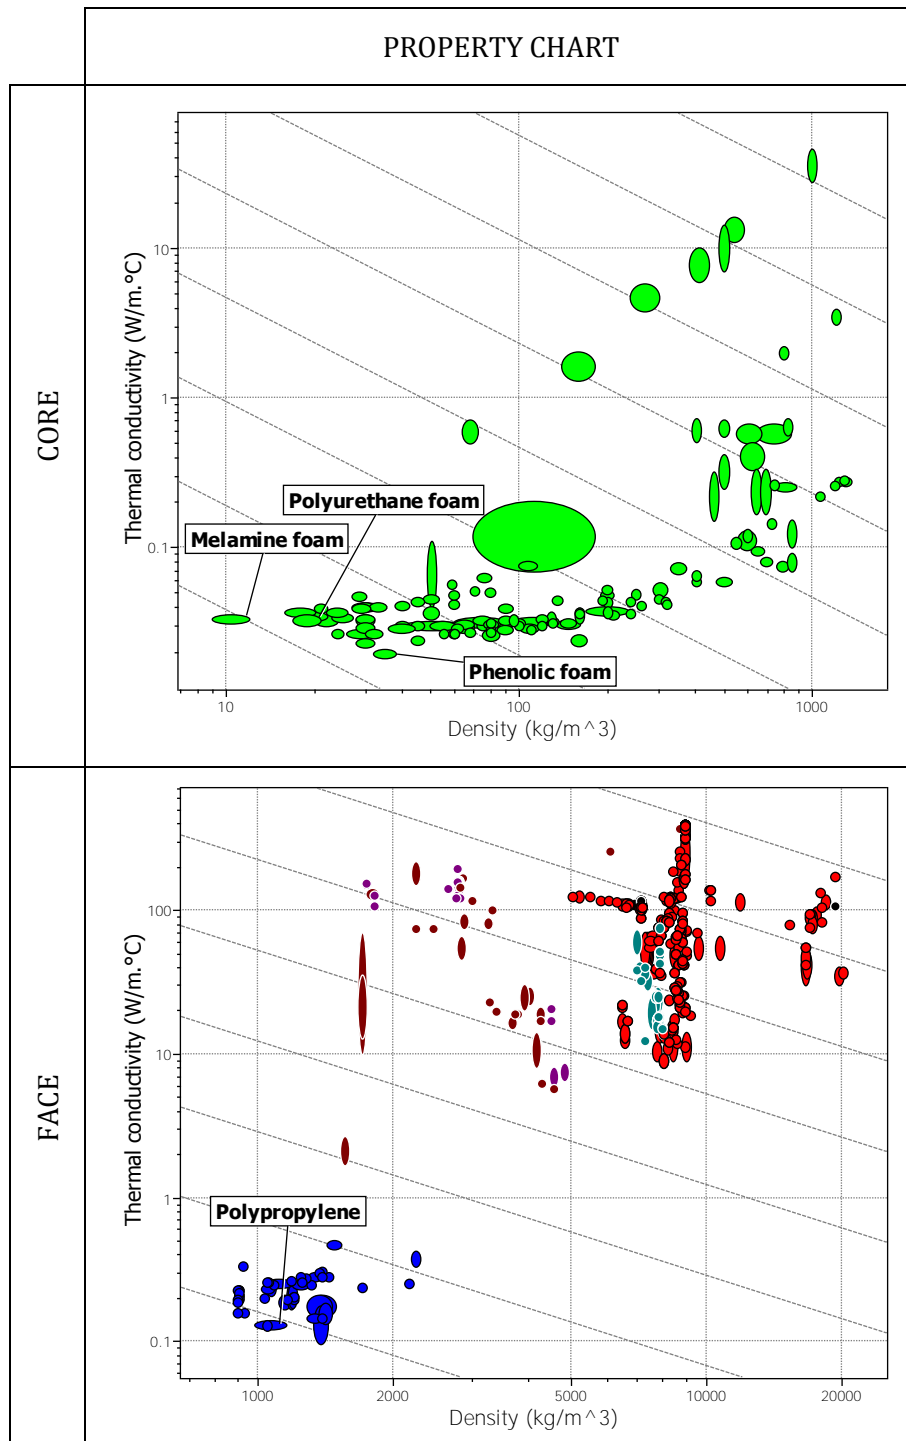 PROPERTY CHART
CORE
Thermal conductivity (W/m.°C)
10
1
0.1
Polyurethane foam
Melamine foam
Phenolic foam
10
100
1000
Density (kg/m^3)
FACE
Thermal conductivity (W/m.°C)
100
10
1
0.1
Polypropylene
1000
2000
5000
10000
20000
Density (kg/m^3)